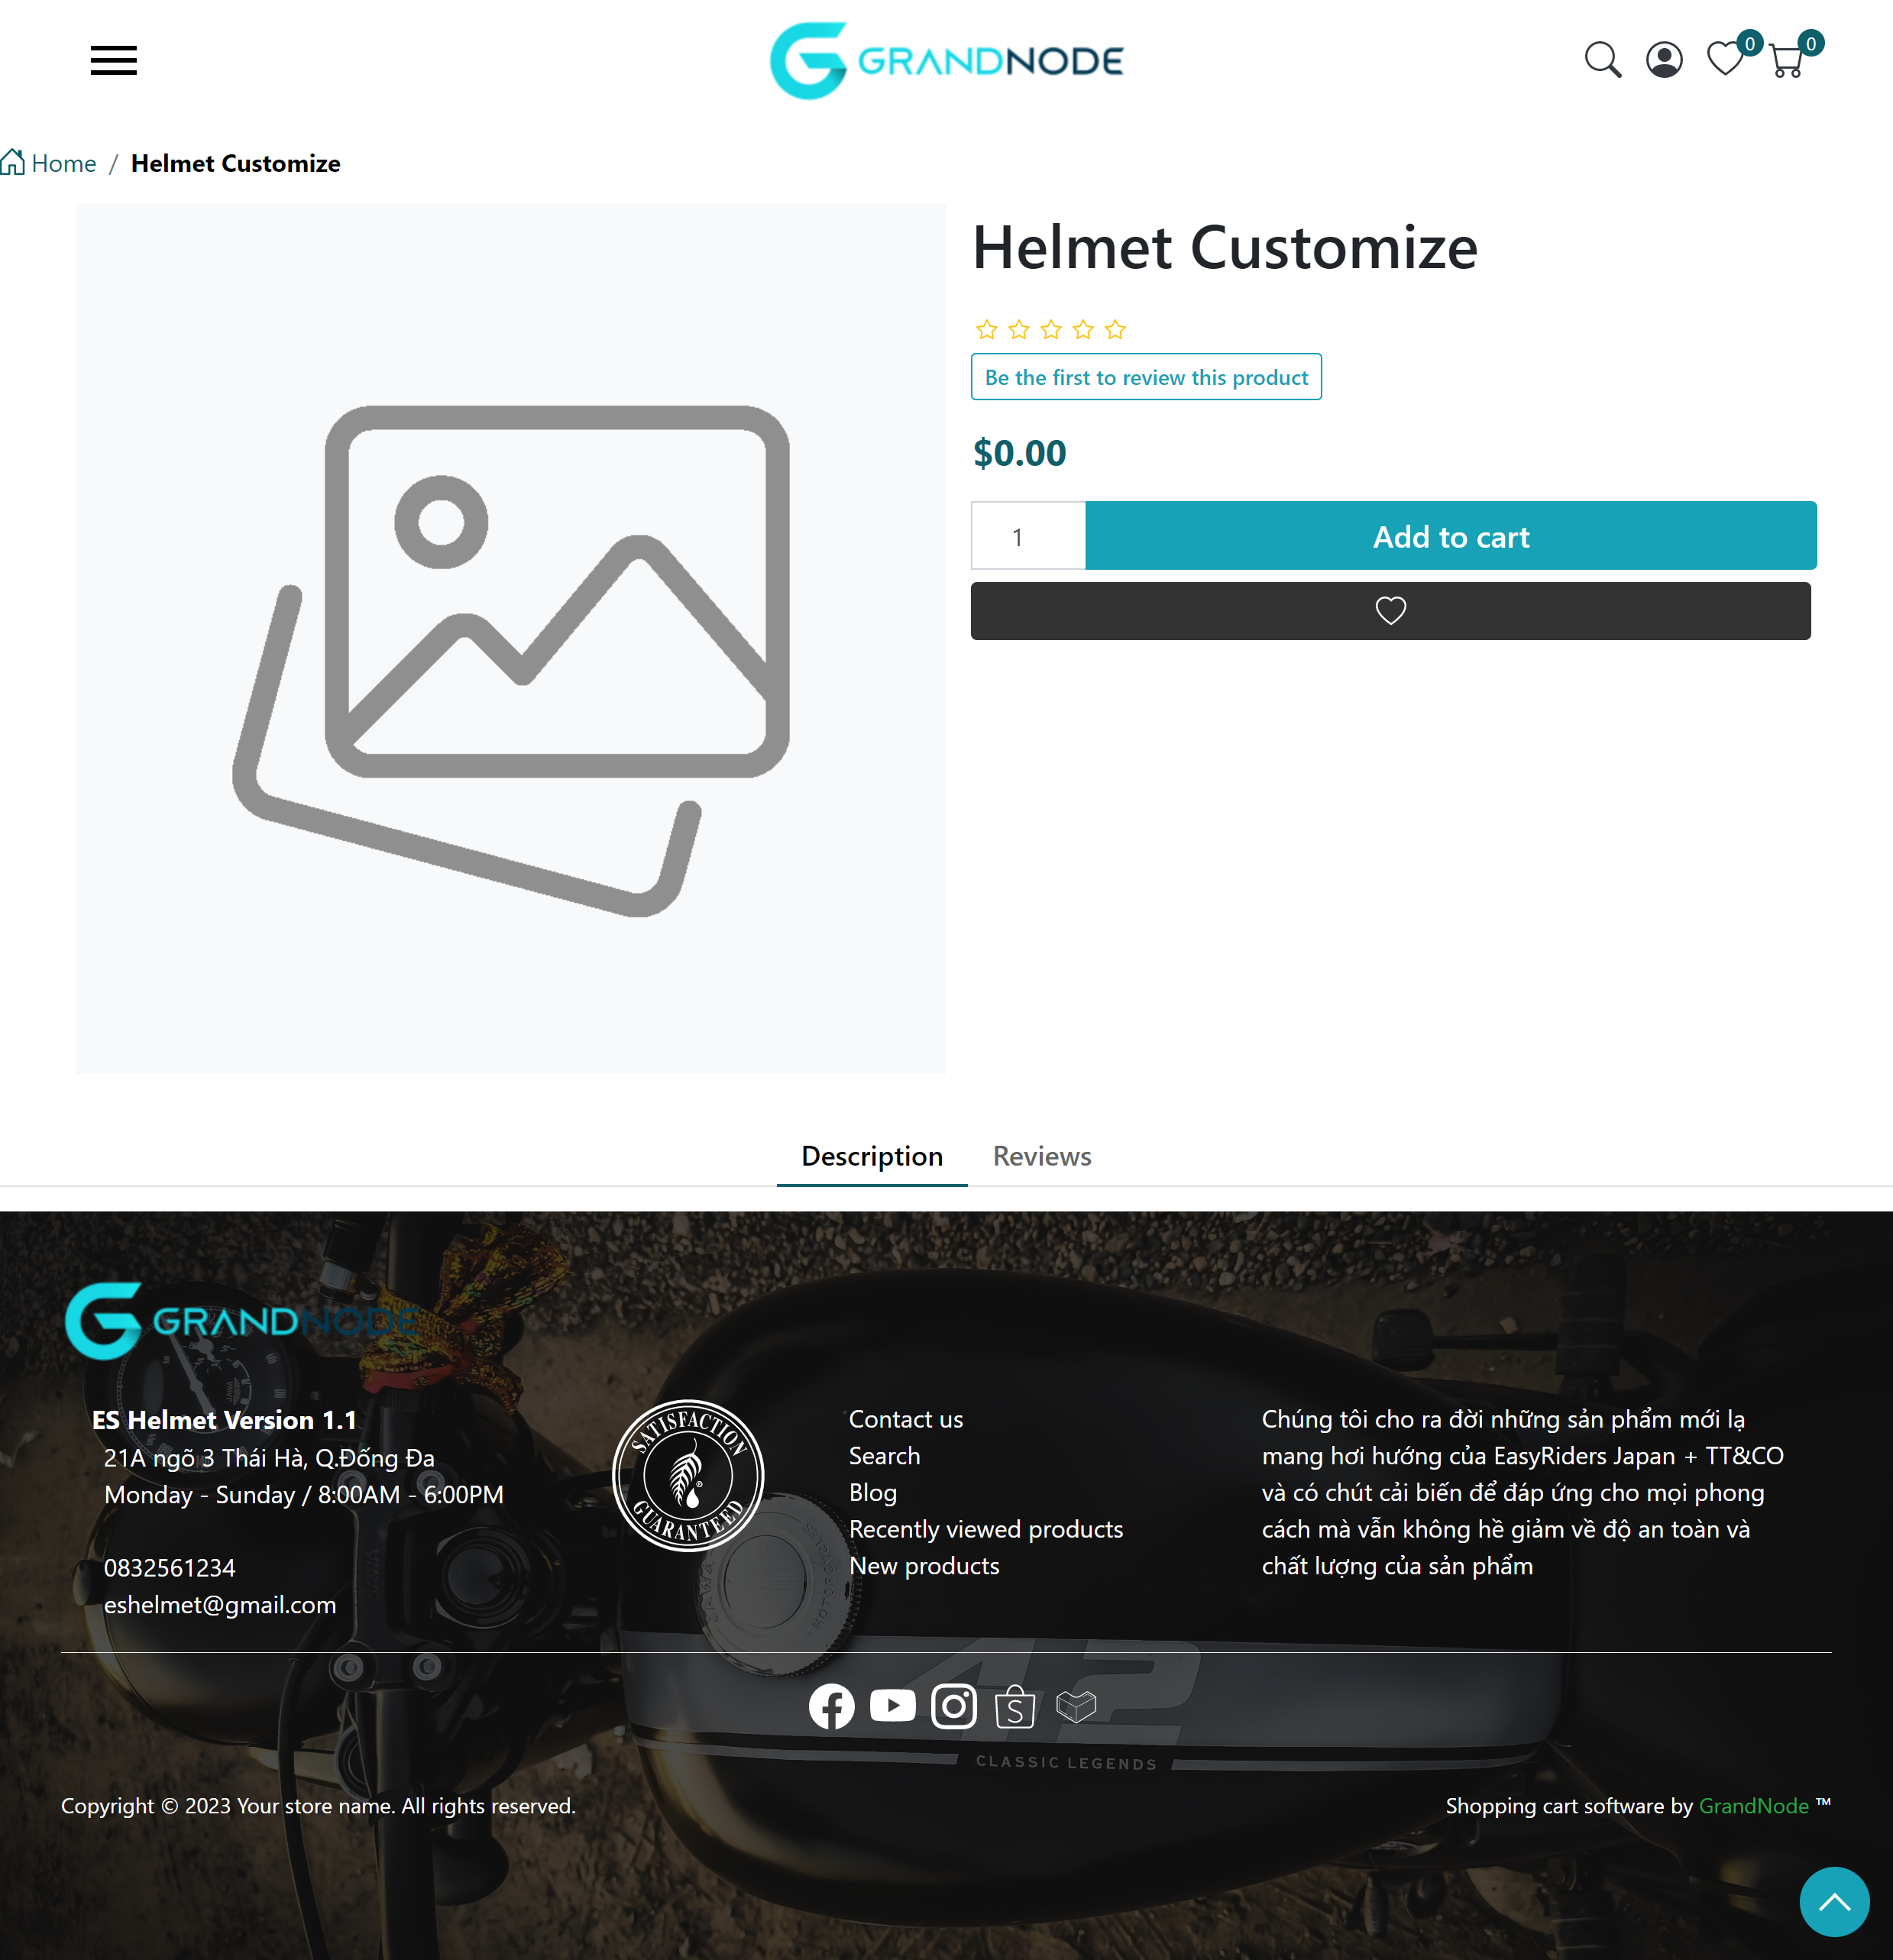 GRANDNODE
0
0
Home / Helmet Customize
Helmet Customize
Be the first to review this product
$0.00
1
Add to cart
Description
Reviews
GRANDNODE
ES Helmet Version 1.1
21A ngõ 3 Thái Hà, Q.Đống Đa
Monday - Sunday / 8:00AM - 6:00PM
0832561234
eshelmet@gmail.com
SATISFACTION
GUARANTEED
®
Contact us
Search
Blog
Recently viewed products
New products
Chúng tôi cho ra đời những sản phẩm mới lạ
mang hơi hướng của EasyRiders Japan + TT&CO
và có chút cải biến để đáp ứng cho mọi phong
cách mà vẫn không hề giảm về độ an toàn và
chất lượng của sản phẩm
42
S
CLASSIC LEGENDS
Copyright © 2023 Your store name. All rights reserved.
Shopping cart software by GrandNode ™